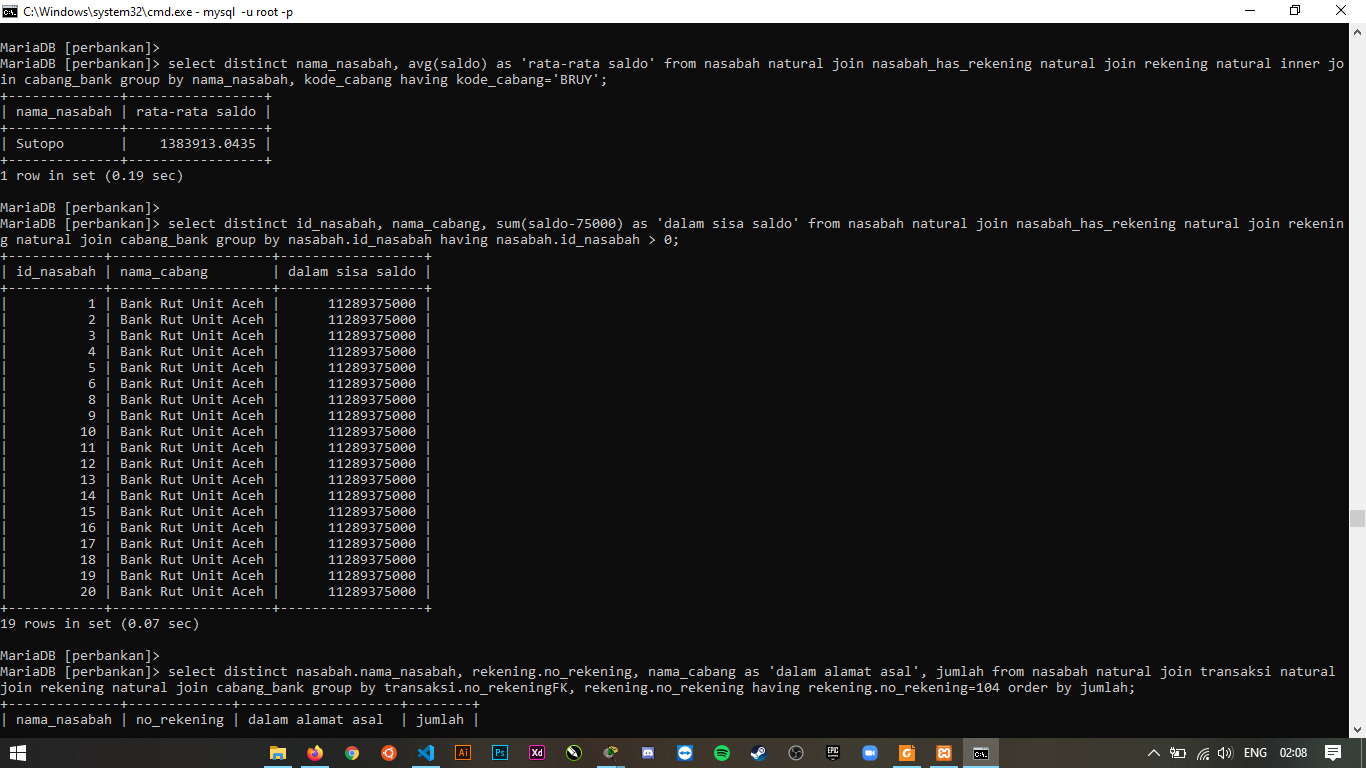 C:\Windows\system32\cmd.exe - mysql  -u root -p
MariaDB [perbankan]>
MariaDB [perbankan]> select distinct nama_nasabah, avg(saldo) as 'rata-rata saldo' from nasabah natural join nasabah_has_rekening natural join rekening natural inner jo
in cabang_bank group by nama_nasabah, kode_cabang having kode_cabang='BRUY';
+--------------+-----------------+
| nama_nasabah | rata-rata saldo |
+--------------+-----------------+
| Sutopo       |    1383913.0435 |
+--------------+-----------------+
1 row in set (0.19 sec)
MariaDB [perbankan]>
MariaDB [perbankan]> select distinct id_nasabah, nama_cabang, sum(saldo-75000) as 'dalam sisa saldo' from nasabah natural join nasabah_has_rekening natural join rekenin
g natural join cabang_bank group by nasabah.id_nasabah having nasabah.id_nasabah > 0;
+------------+--------------------+------------------+
| id_nasabah | nama_cabang        | dalam sisa saldo |
+------------+--------------------+------------------+
|          1 | Bank Rut Unit Aceh |      11289375000 |
|          2 | Bank Rut Unit Aceh |      11289375000 |
|          3 | Bank Rut Unit Aceh |      11289375000 |
|          4 | Bank Rut Unit Aceh |      11289375000 |
|          5 | Bank Rut Unit Aceh |      11289375000 |
|          6 | Bank Rut Unit Aceh |      11289375000 |
|          8 | Bank Rut Unit Aceh |      11289375000 |
|          9 | Bank Rut Unit Aceh |      11289375000 |
|         10 | Bank Rut Unit Aceh |      11289375000 |
|         11 | Bank Rut Unit Aceh |      11289375000 |
|         12 | Bank Rut Unit Aceh |      11289375000 |
|         13 | Bank Rut Unit Aceh |      11289375000 |
|         14 | Bank Rut Unit Aceh |      11289375000 |
|         15 | Bank Rut Unit Aceh |      11289375000 |
|         16 | Bank Rut Unit Aceh |      11289375000 |
|         17 | Bank Rut Unit Aceh |      11289375000 |
|         18 | Bank Rut Unit Aceh |      11289375000 |
|         19 | Bank Rut Unit Aceh |      11289375000 |
|         20 | Bank Rut Unit Aceh |      11289375000 |
+------------+--------------------+------------------+
19 rows in set (0.07 sec)
MariaDB [perbankan]>
MariaDB [perbankan]> select distinct nasabah.nama_nasabah, rekening.no_rekening, nama_cabang as 'dalam alamat asal', jumlah from nasabah natural join transaksi natural
join rekening natural join cabang_bank group by transaksi.no_rekeningFK, rekening.no_rekening having rekening.no_rekening=104 order by jumlah;
+--------------+-------------+--------------------+--------+
| nama_nasabah | no_rekening | dalam alamat asal  | jumlah |
Ai Ps Xd EPIC GAMES ENG 02:08